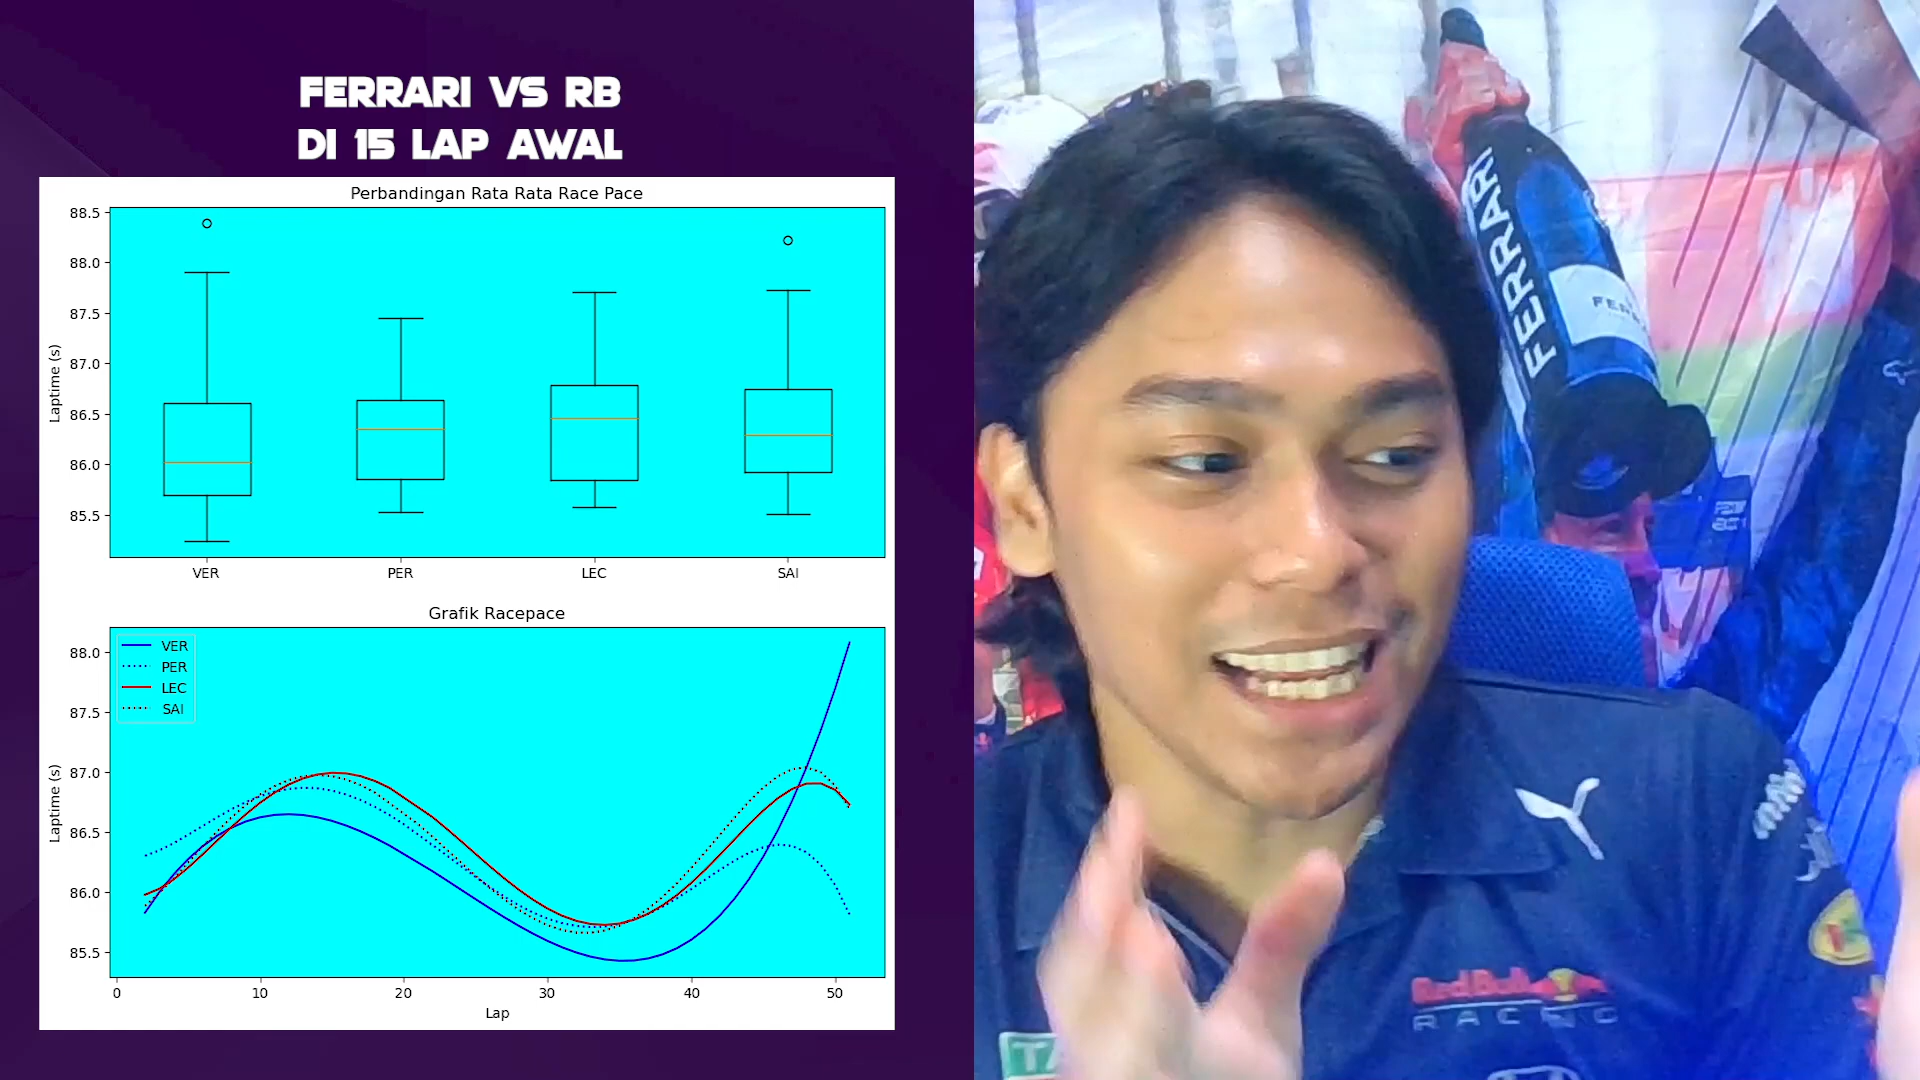 FERRARI VS RB
DI 15 LAP AWAL
Perbandingan Rata Rata Race Pace
88.5
88.0
87.5
87.0
86.5
86.0
85.5
Laptime (s)
VER
PER
LEC
SAI
Grafik Racepace
VER
PER
LEC
SAI
88.0
87.5
87.0
86.5
86.0
85.5
Laptime (s)
0
10
20
30
40
50
Lap
FERRARI
Red Bull
RACING